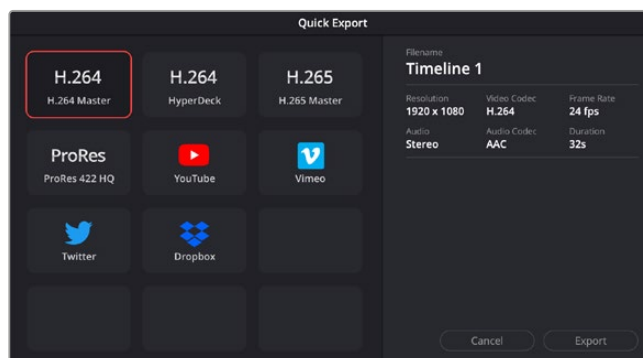 Quick Export
H.264
H.264 Master
H.264
HyperDeck
H.265
H.265 Master
ProRes
ProRes 422 HQ
YouTube
Vimeo
Twitter
Dropbox
Filename
Timeline 1
Resolution
1920 x 1080
Video Codec
H.264
Frame Rate
24 fps
Audio
Stereo
Audio Codec
AAC
Duration
32s
Cancel
Export